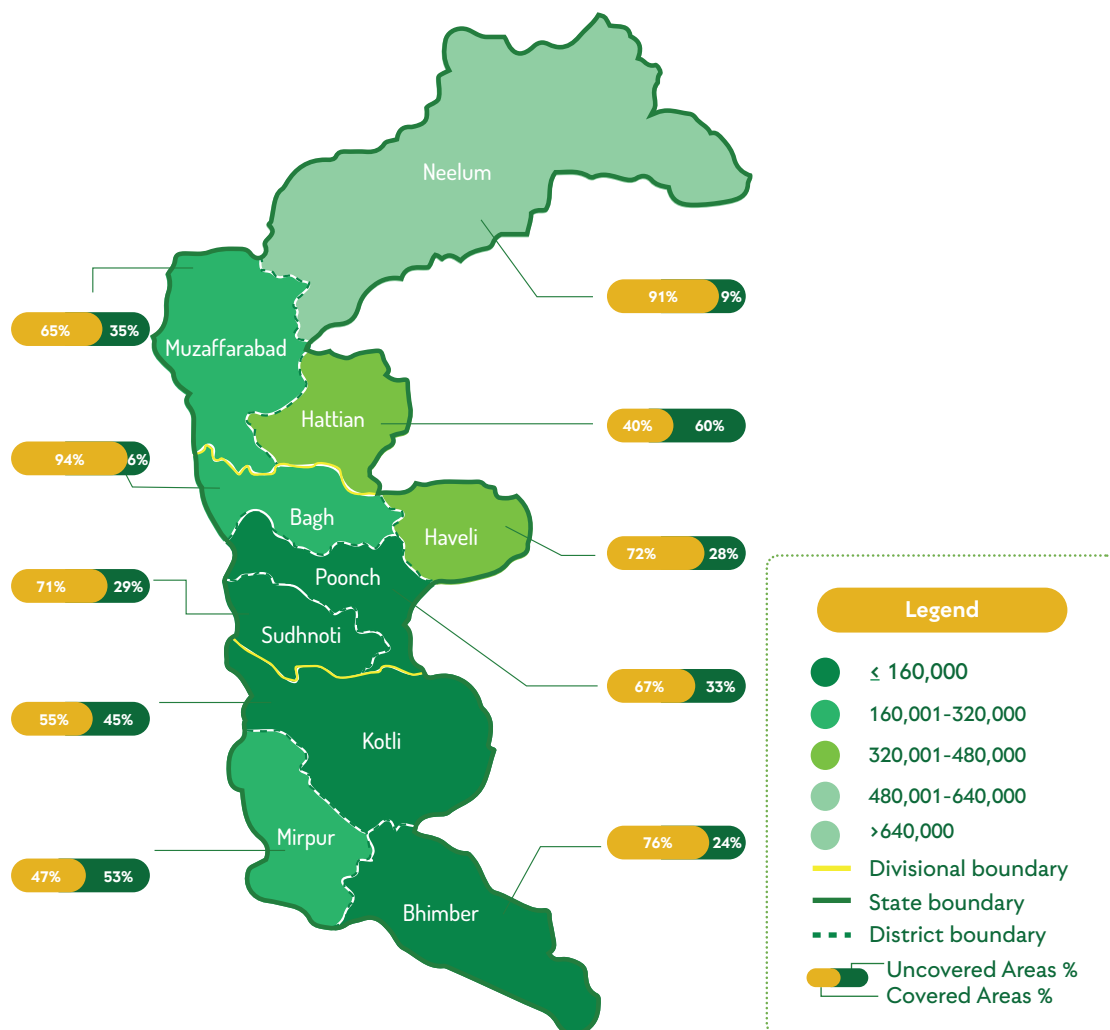 Neelum
91% 9%
65% 35%
Muzaffarabad
Hattian
40% 60%
94% 6%
Bagh
Haveli
72% 28%
Poonch
71% 29%
Sudhnoti
67% 33%
55% 45%
Kotli
Mirpur
76% 24%
47% 53%
Bhimber
Legend
≤ 160,000
160,001-320,000
320,001-480,000
480,001-640,000
>640,000
Divisional boundary
State boundary
District boundary
Uncovered Areas %
Covered Areas %